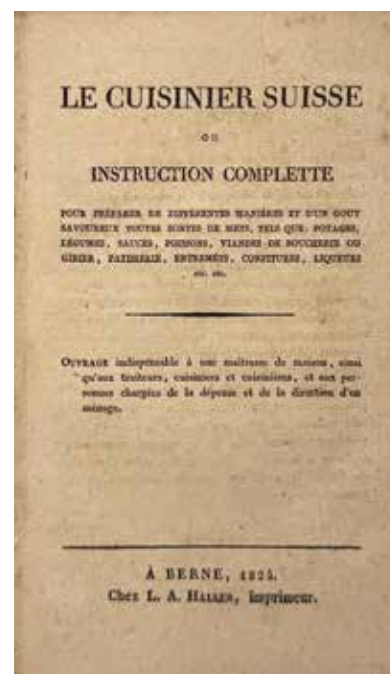 LE CUISINIER SUISSE
OU
INSTRUCTION COMPLETTE
POUR PRÉPARER DE DIFFÉRENTES MANIÈRES ET D'UN GOUT
SAVOUREUX TOUTES SORTES DE METS, TELS QUE, POTAGES,
LÉGUMES, SAUCES, POISSONS, VIANDES DE BOUCHERIE OU
GIBIER, PATISSERIE, ENTREMÊTS, CONFITURES, LIQUEURS
etc. etc.
OUVRAGE indispensable à une maîtresse de maison, ainsi
qu'aux traiteurs, cuisiniers et cuisinières, et aux per-
sonnes chargées de la dépense et de la direction d'un
ménage.
À BERNE,
Chez L. A. HALLER, imprimeur.